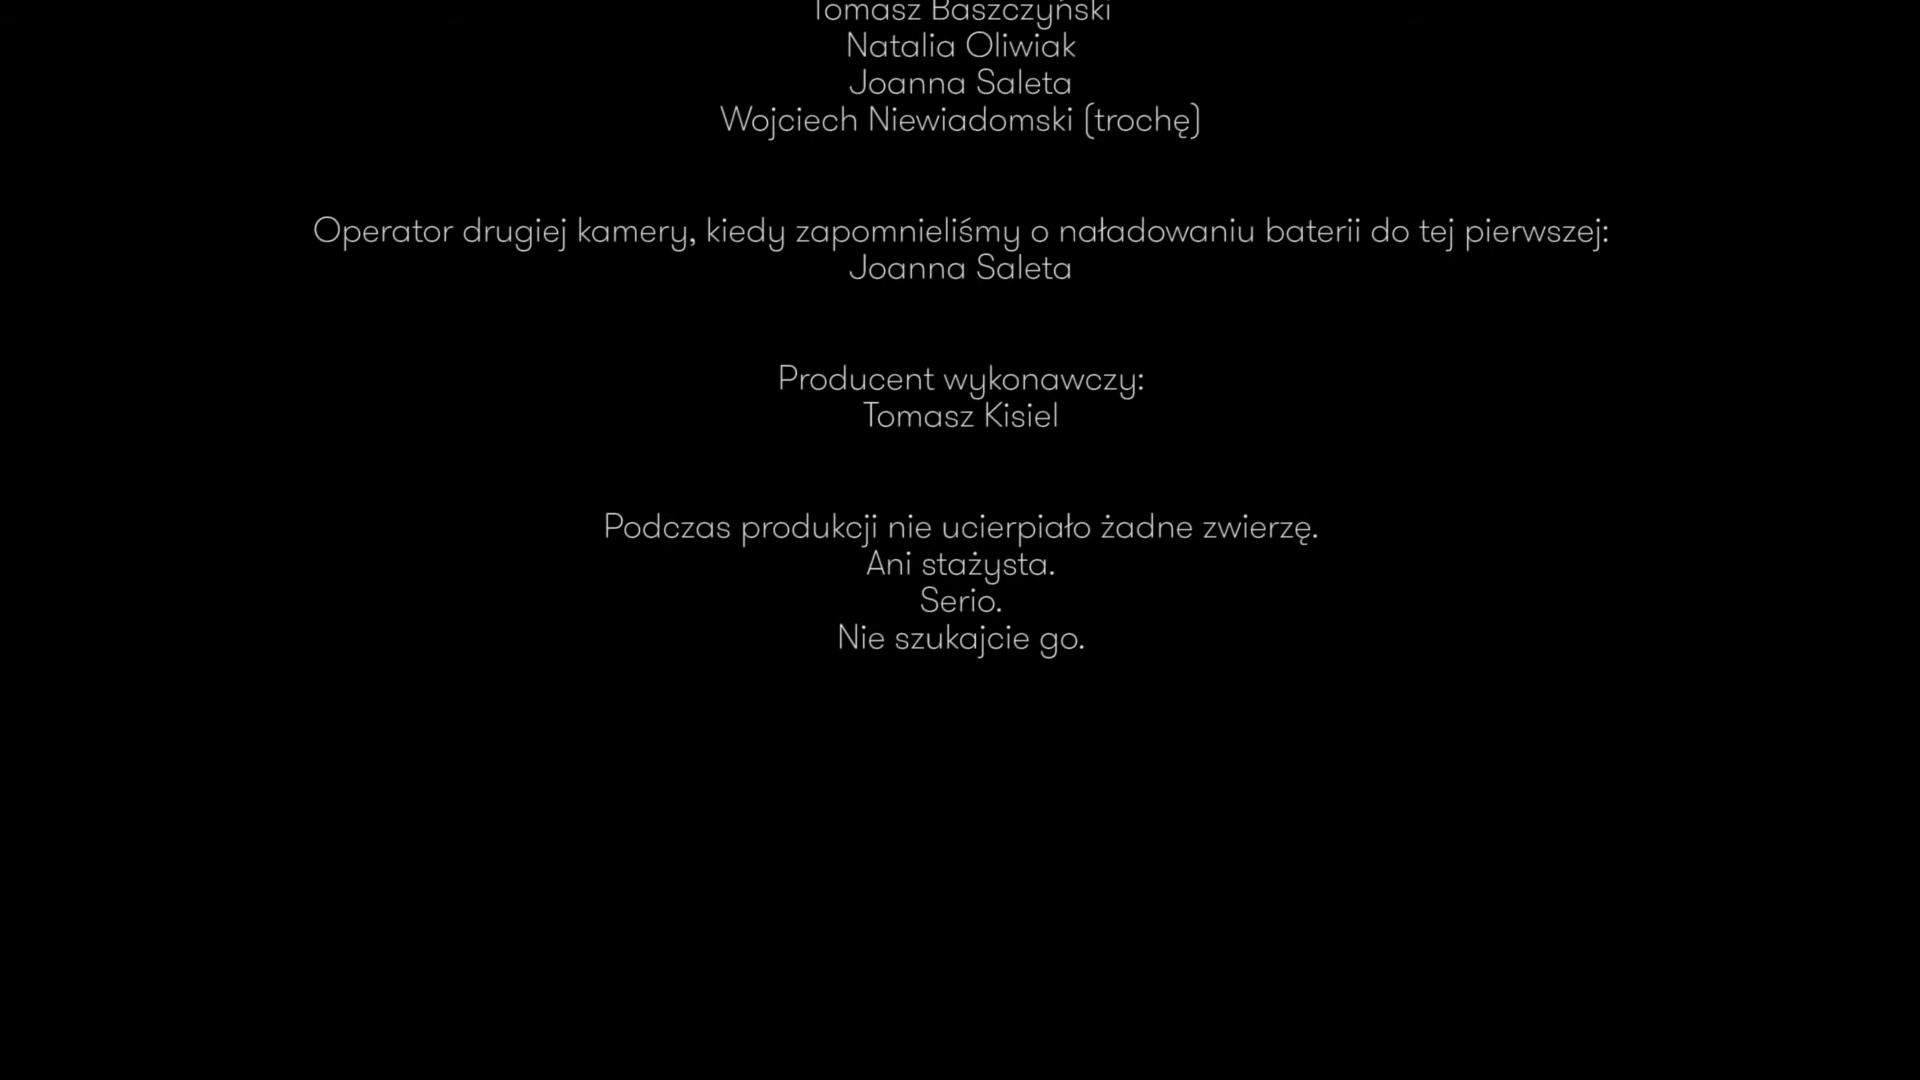 Tomasz Baszczyński
Natalia Oliwiak
Joanna Saleta
Wojciech Niewiadomski (trochę)
Operator drugiej kamery, kiedy zapomnieliśmy o naładowaniu baterii do tej pierwszej:
Joanna Saleta
Producent wykonawczy:
Tomasz Kisiel
Podczas produkcji nie ucierpiało żadne zwierzę.
Ani stażysta.
Serio.
Nie szukajcie go.